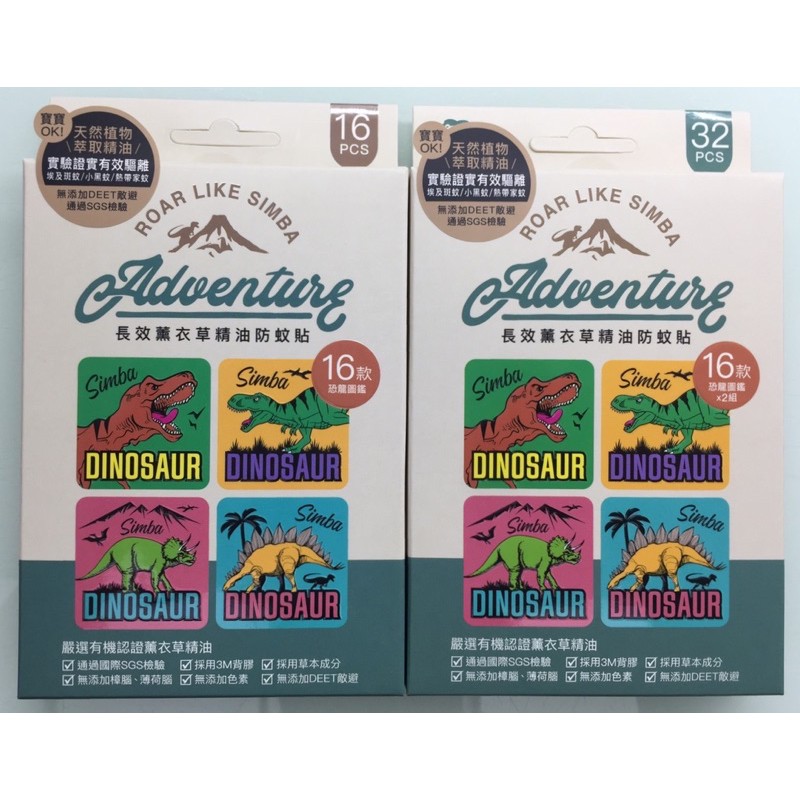 寶寶
OK!
天然植物
萃取精油
實驗證實有效驅離
埃及斑蚊/小黑蚊/熱帶家蚊
無添加DEET敵避
通過SGS檢驗
16
PCS
ROAR LIKE SIMBA
Adventure
長效薰衣草精油防蚊貼
16款
恐龍圖鑑
Simba
DINOSAUR
Simba
DINOSAUR
Simba
DINOSAUR
Simba
DINOSAUR
嚴選有機認證薰衣草精油
通過國際SGS檢驗 採用3M背膠 採用草本成分
無添加樟腦、薄荷腦 無添加色素 無添加DEET敵避
寶寶
OK!
天然植物
萃取精油
實驗證實有效驅離
埃及斑蚊/小黑蚊/熱帶家蚊
無添加DEET敵避
通過SGS檢驗
32
PCS
ROAR LIKE SIMBA
Adventure
長效薰衣草精油防蚊貼
16款
恐龍圖鑑
x2組
Simba
DINOSAUR
Simba
DINOSAUR
Simba
DINOSAUR
Simba
DINOSAUR
嚴選有機認證薰衣草精油
通過國際SGS檢驗 採用3M背膠 採用草本成分
無添加樟腦、薄荷腦 無添加色素 無添加DEET敵避